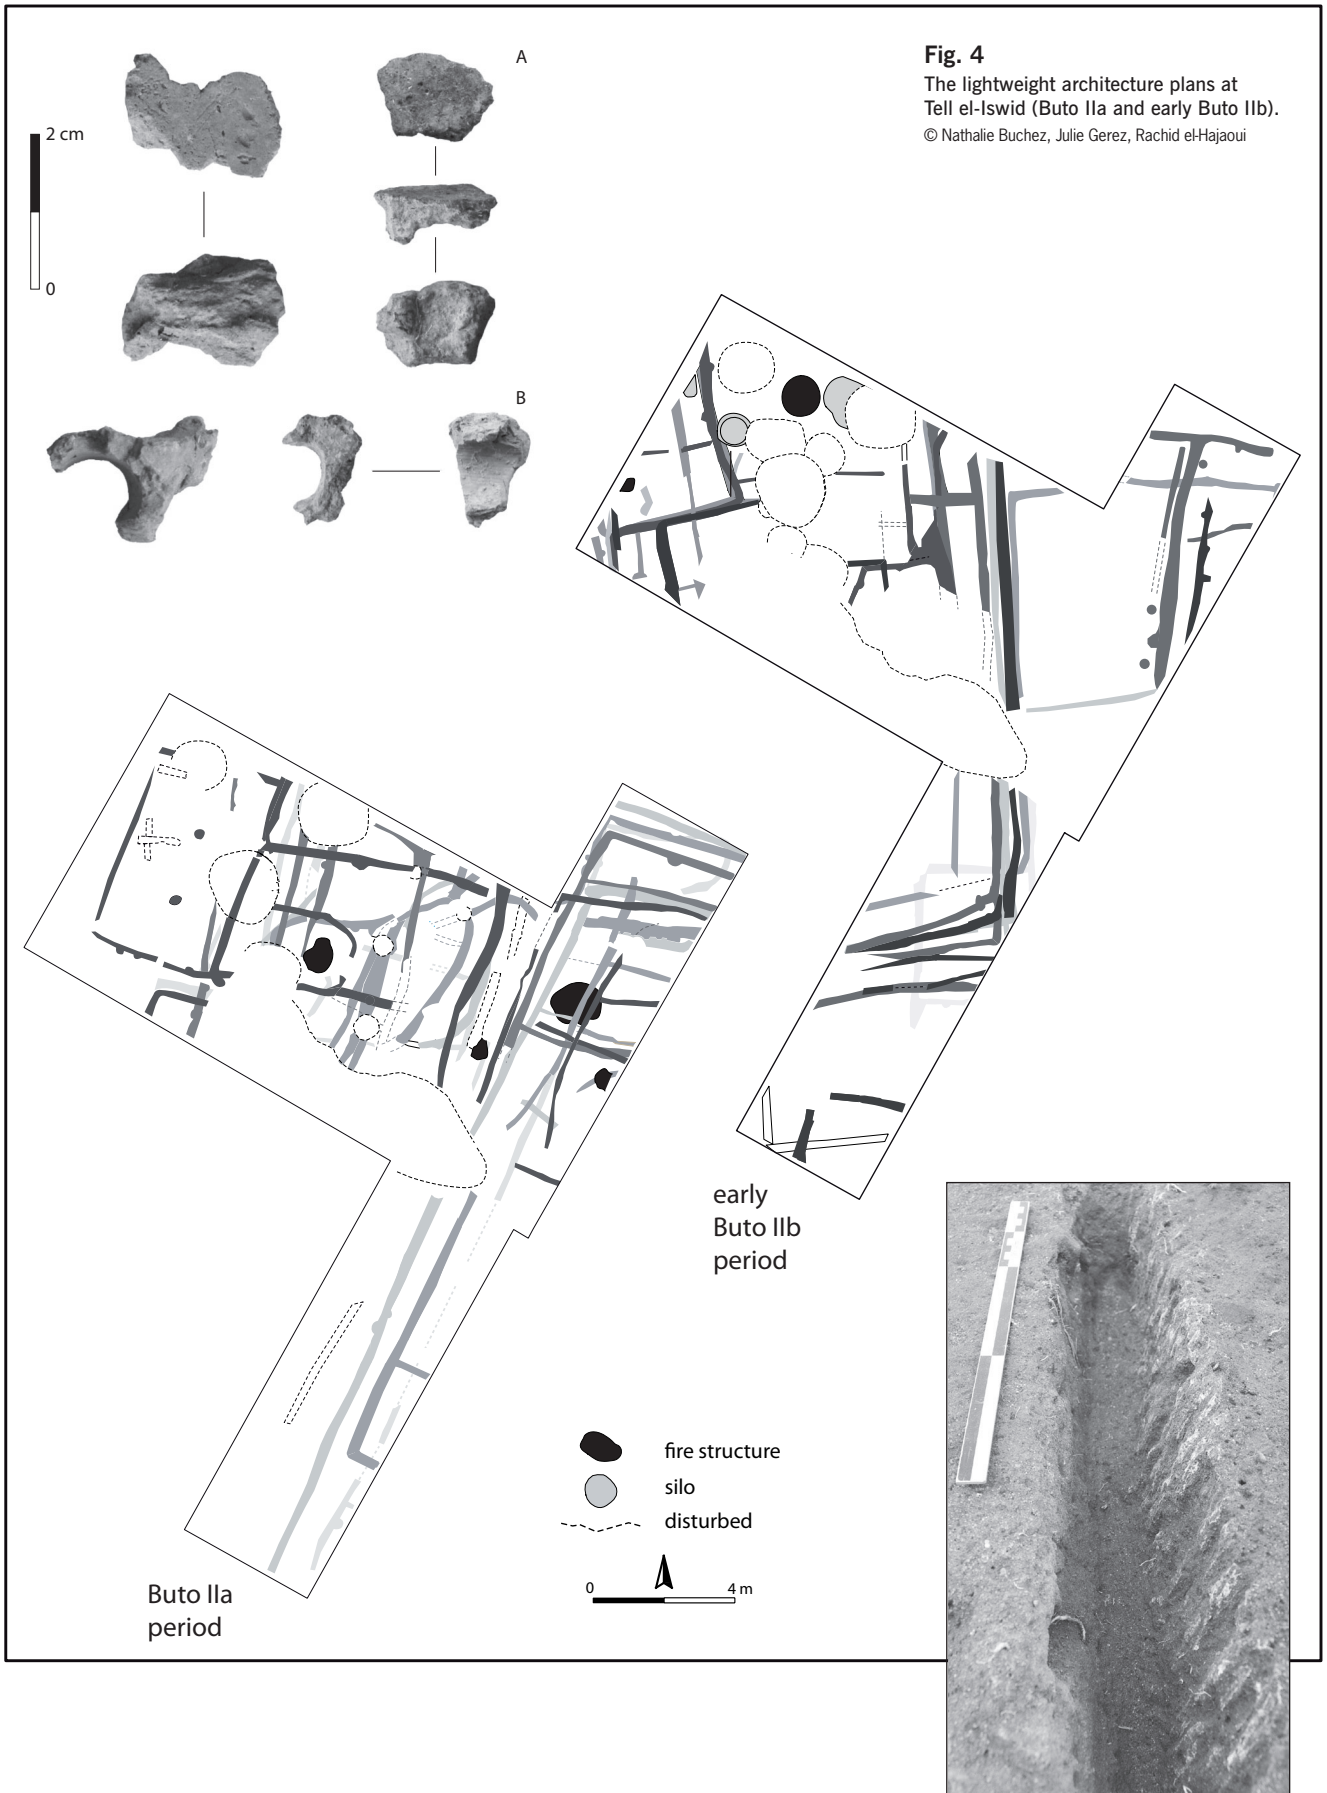 A
Fig. 4
The lightweight architecture plans at
Tell el-Iswid (Buto IIa and early Buto IIb).
© Nathalie Buchez, Julie Gerez, Rachid el-Hajaoui
2 cm
0
B
early
Buto IIb
period
fire structure
silo
disturbed
0 4 m
Buto IIa
period